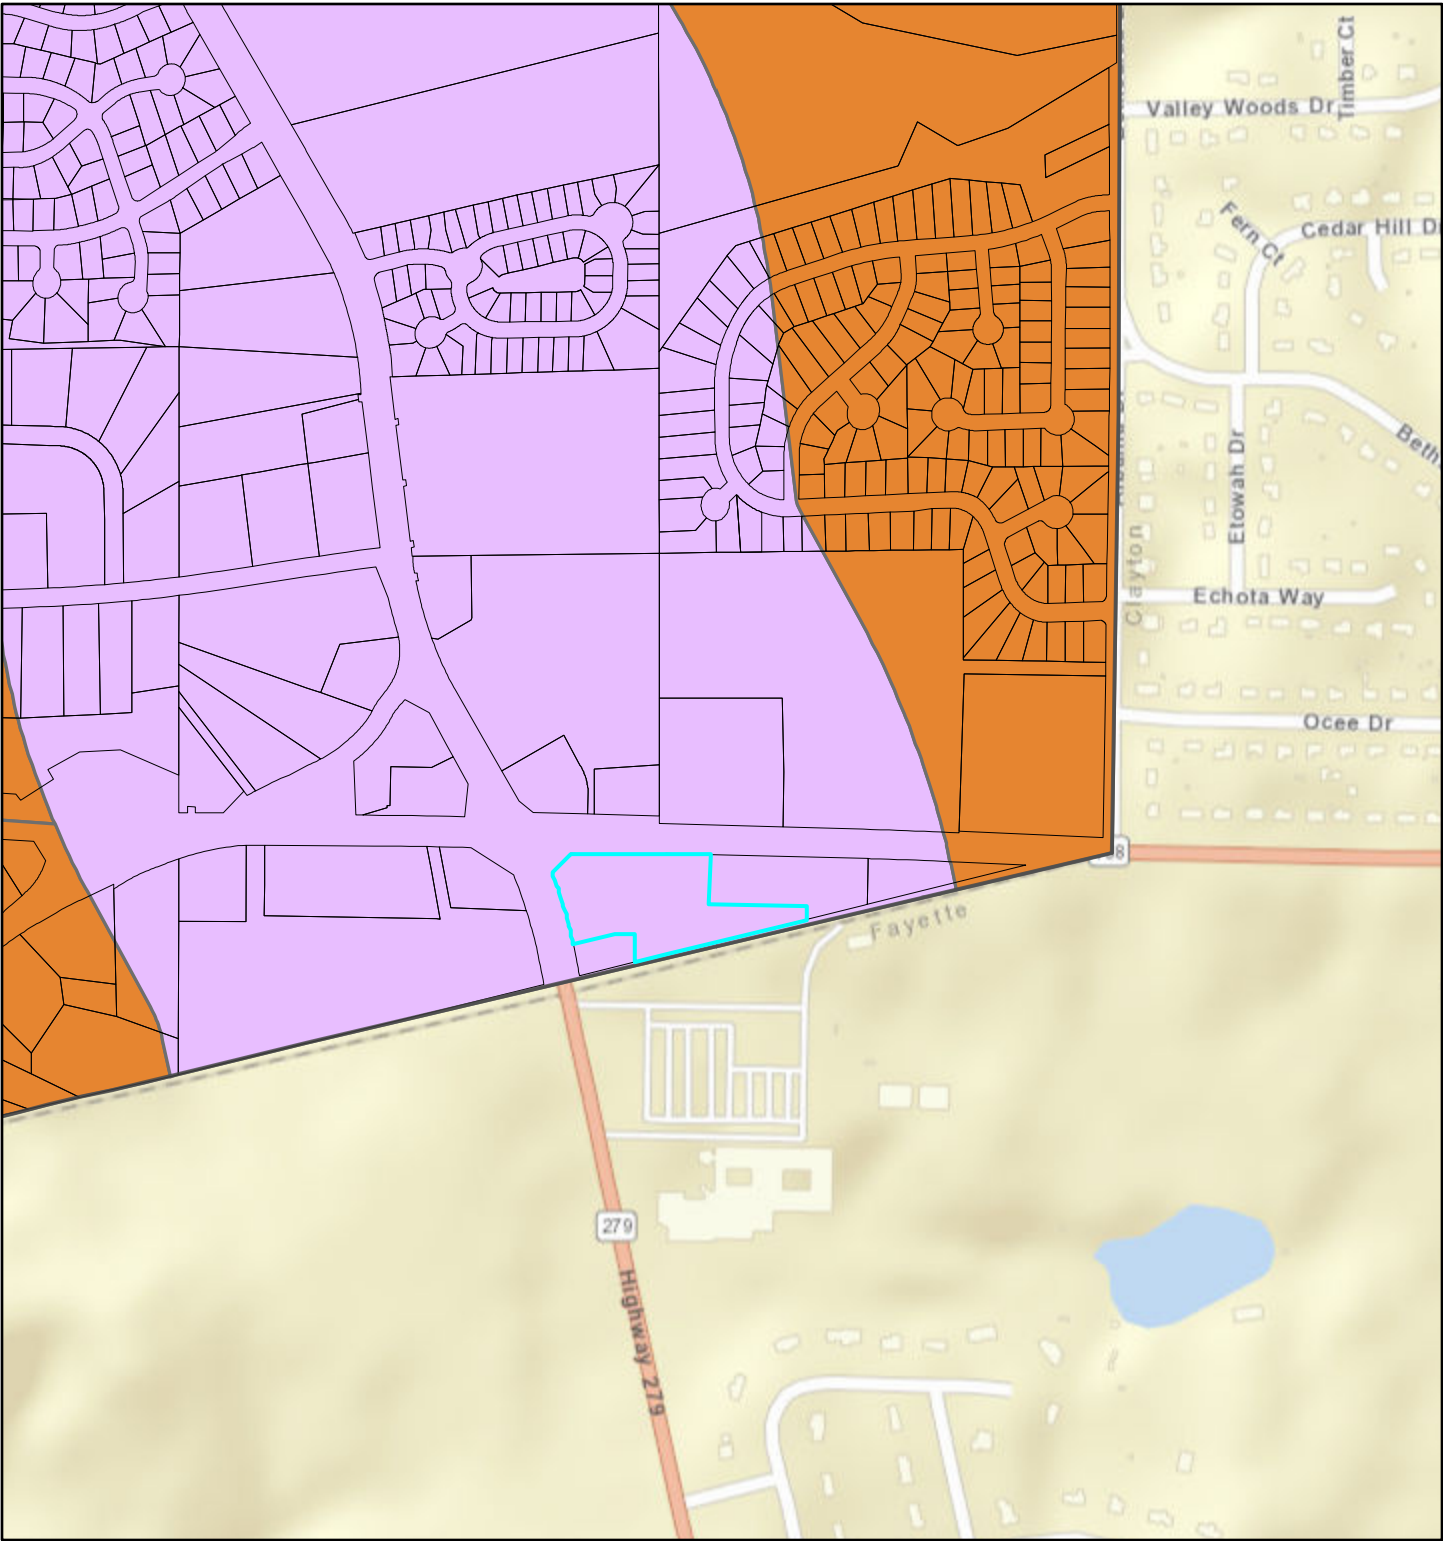 Timber Ct
Valley Woods Dr
Fern Ct
Cedar Hill D
Beth
Etowah Dr
Clayton
Echota Way
Ocee Dr
Fayette
279
Highway 279